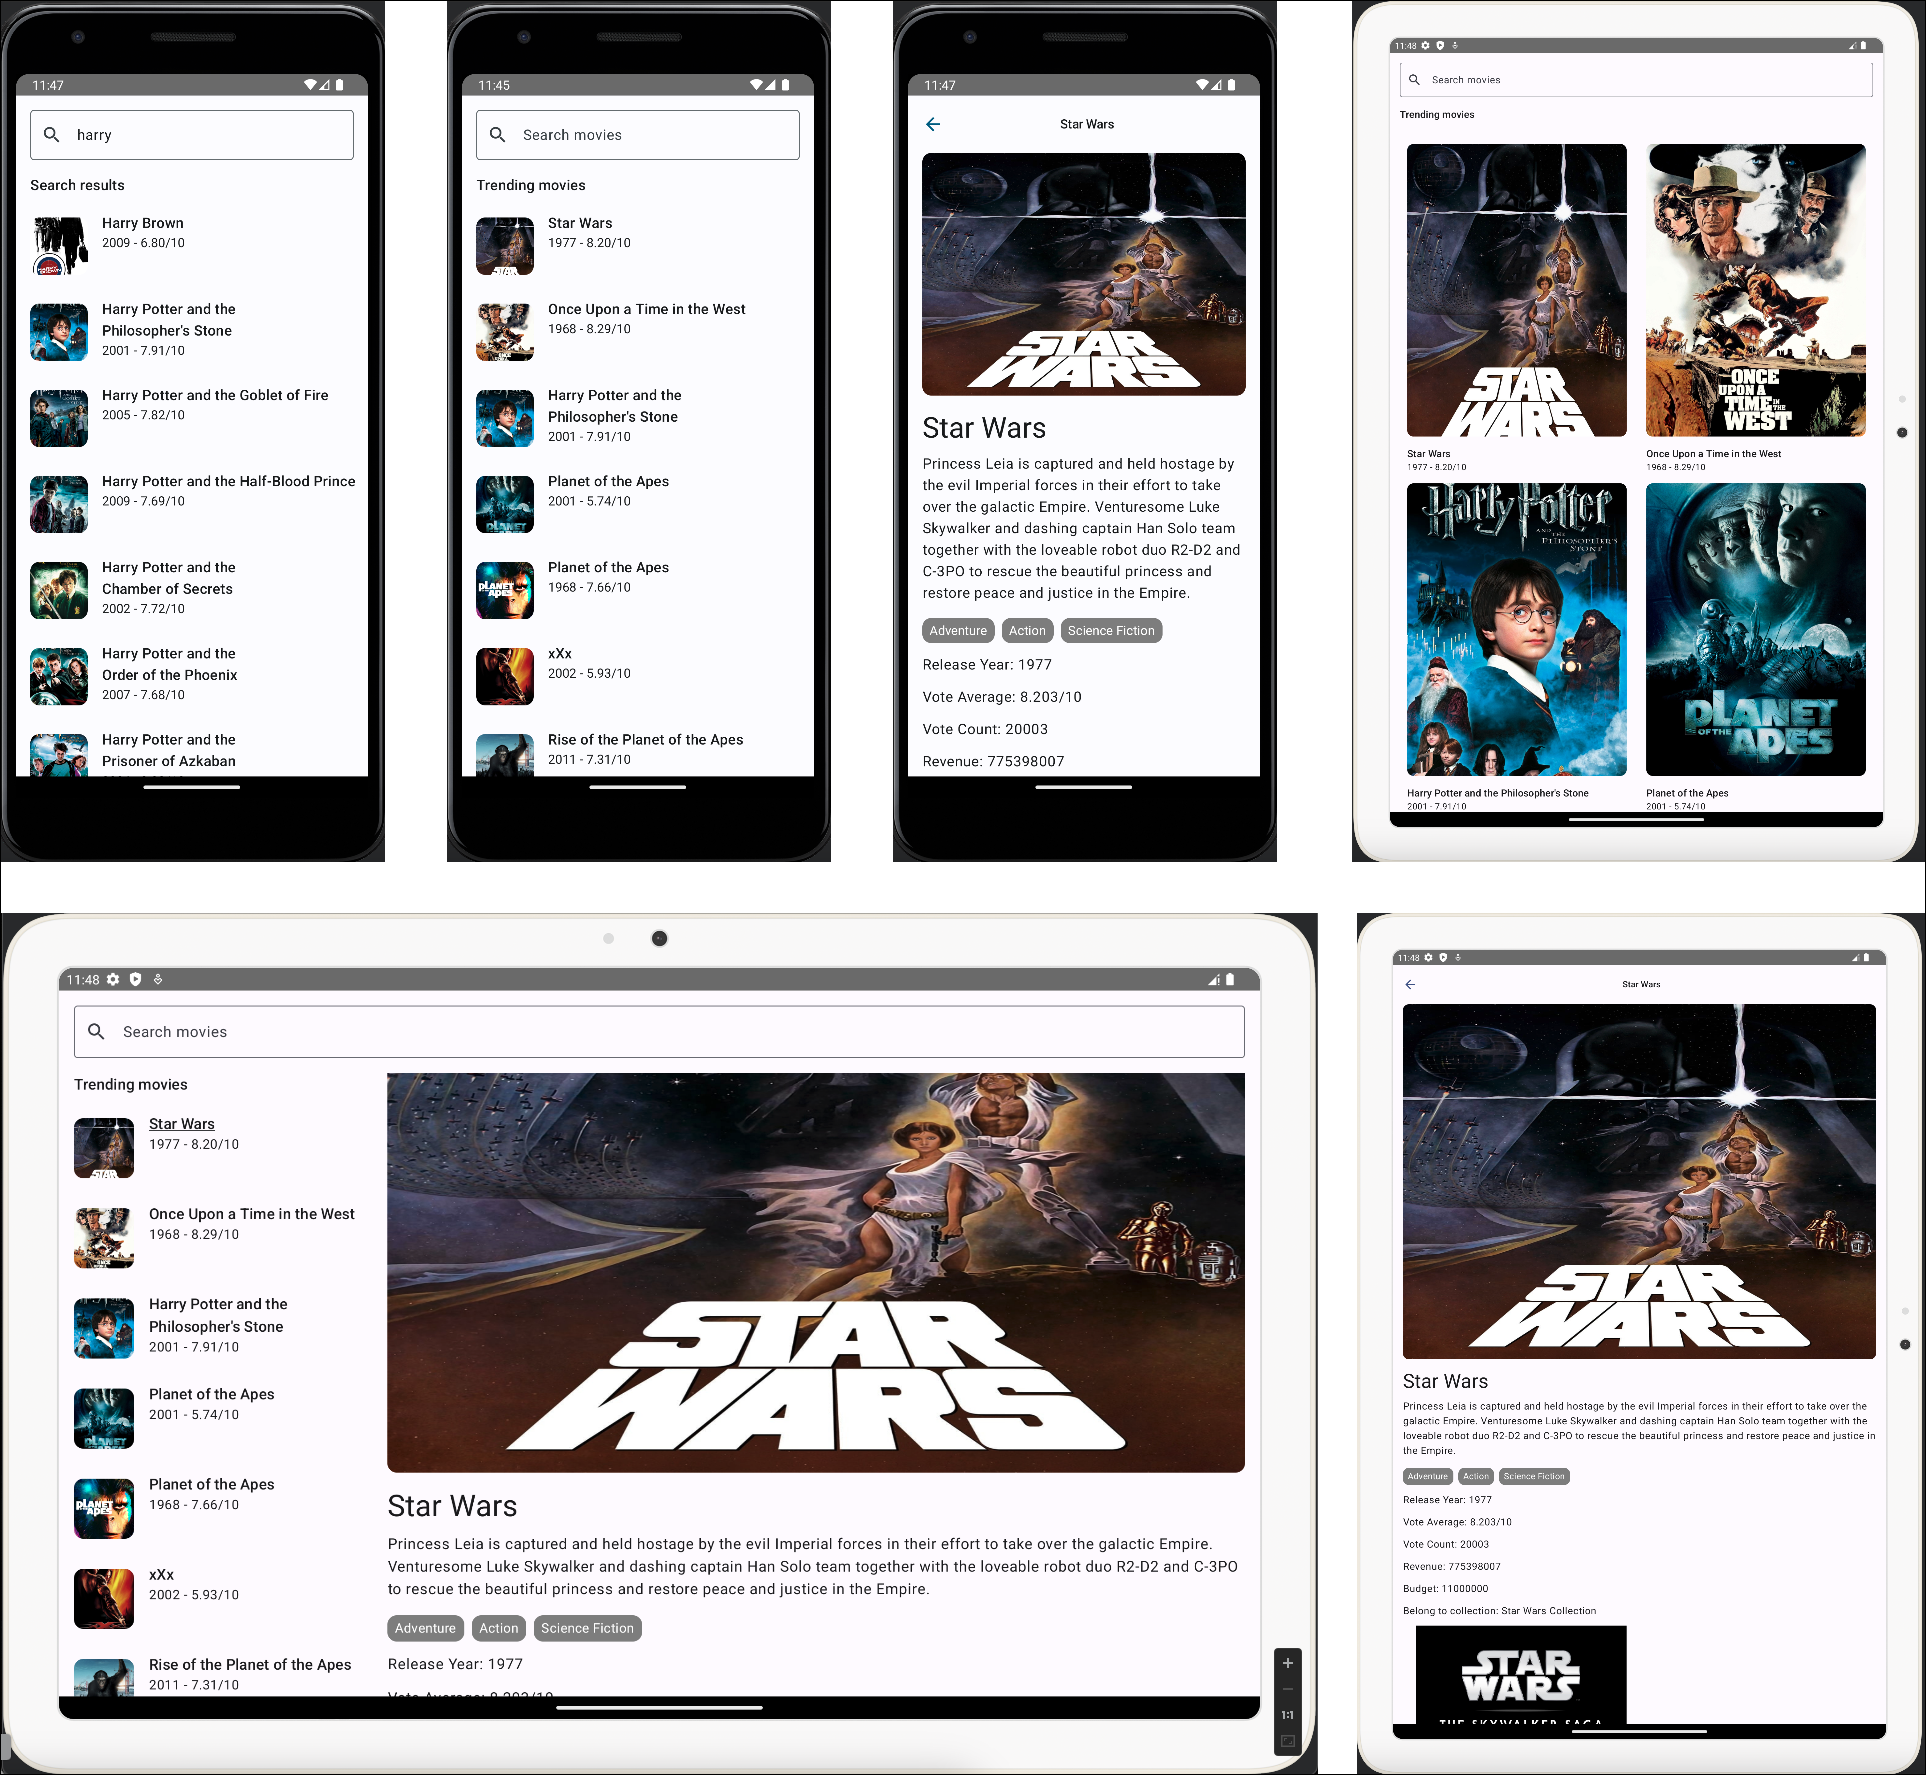 11:47
harry
Search results
Harry Brown
2009 - 6.80/10
Harry Potter and the
Philosopher's Stone
2001 - 7.91/10
Harry Potter and the Goblet of Fire
2005 - 7.82/10
Harry Potter and the Half-Blood Prince
2009 - 7.69/10
Harry Potter and the
Chamber of Secrets
2002 - 7.72/10
Harry Potter and the
Order of the Phoenix
2007 - 7.68/10
Harry Potter and the
Prisoner of Azkaban
11:45
Search movies
Trending movies
Star Wars
1977 - 8.20/10
Once Upon a Time in the West
1968 - 8.29/10
Harry Potter and the
Philosopher's Stone
2001 - 7.91/10
Planet of the Apes
2001 - 5.74/10
Planet of the Apes
1968 - 7.66/10
xXx
2002 - 5.93/10
Rise of the Planet of the Apes
2011 - 7.31/10
11:47
Star Wars
STAR
WARS
Star Wars
Princess Leia is captured and held hostage by
the evil Imperial forces in their effort to take
over the galactic Empire. Venturesome Luke
Skywalker and dashing captain Han Solo team
together with the loveable robot duo R2-D2 and
C-3PO to rescue the beautiful princess and
restore peace and justice in the Empire.
Adventure Action Science Fiction
Release Year: 1977
Vote Average: 8.203/10
Vote Count: 20003
Revenue: 775398007
11:48
Search movies
Trending movies
STAR
WARS
Star Wars
1977 - 8.20/10
ONCE
UPON A
TIME IN THE
WEST
Once Upon a Time in the West
1968 - 8.29/10
Harry Potter
AND THE
PHILOSOPHER'S
STONE
Harry Potter and the Philosopher's Stone
2001 - 7.91/10
PLANET
OF THE APES
Planet of the Apes
2001 - 5.74/10
11:48
Search movies
Trending movies
Star Wars
1977 - 8.20/10
Once Upon a Time in the West
1968 - 8.29/10
Harry Potter and the
Philosopher's Stone
2001 - 7.91/10
Planet of the Apes
2001 - 5.74/10
Planet of the Apes
1968 - 7.66/10
xXx
2002 - 5.93/10
Rise of the Planet of the Apes
2011 - 7.31/10
STAR
WARS
Star Wars
Princess Leia is captured and held hostage by the evil Imperial forces in their effort to take over the galactic Empire.
Venturesome Luke Skywalker and dashing captain Han Solo team together with the loveable robot duo R2-D2 and C-3PO
to rescue the beautiful princess and restore peace and justice in the Empire.
Adventure Action Science Fiction
Release Year: 1977
Vote Average: 8.203/10
1:1
11:48
Star Wars
STAR
WARS
Star Wars
Princess Leia is captured and held hostage by the evil Imperial forces in their effort to take over the
galactic Empire. Venturesome Luke Skywalker and dashing captain Han Solo team together with the
loveable robot duo R2-D2 and C-3PO to rescue the beautiful princess and restore peace and justice in
the Empire.
Adventure Action Science Fiction
Release Year: 1977
Vote Average: 8.203/10
Vote Count: 20003
Revenue: 775398007
Budget: 11000000
Belong to collection: Star Wars Collection
STAR
WARS
THE SKYWALKER SAGA